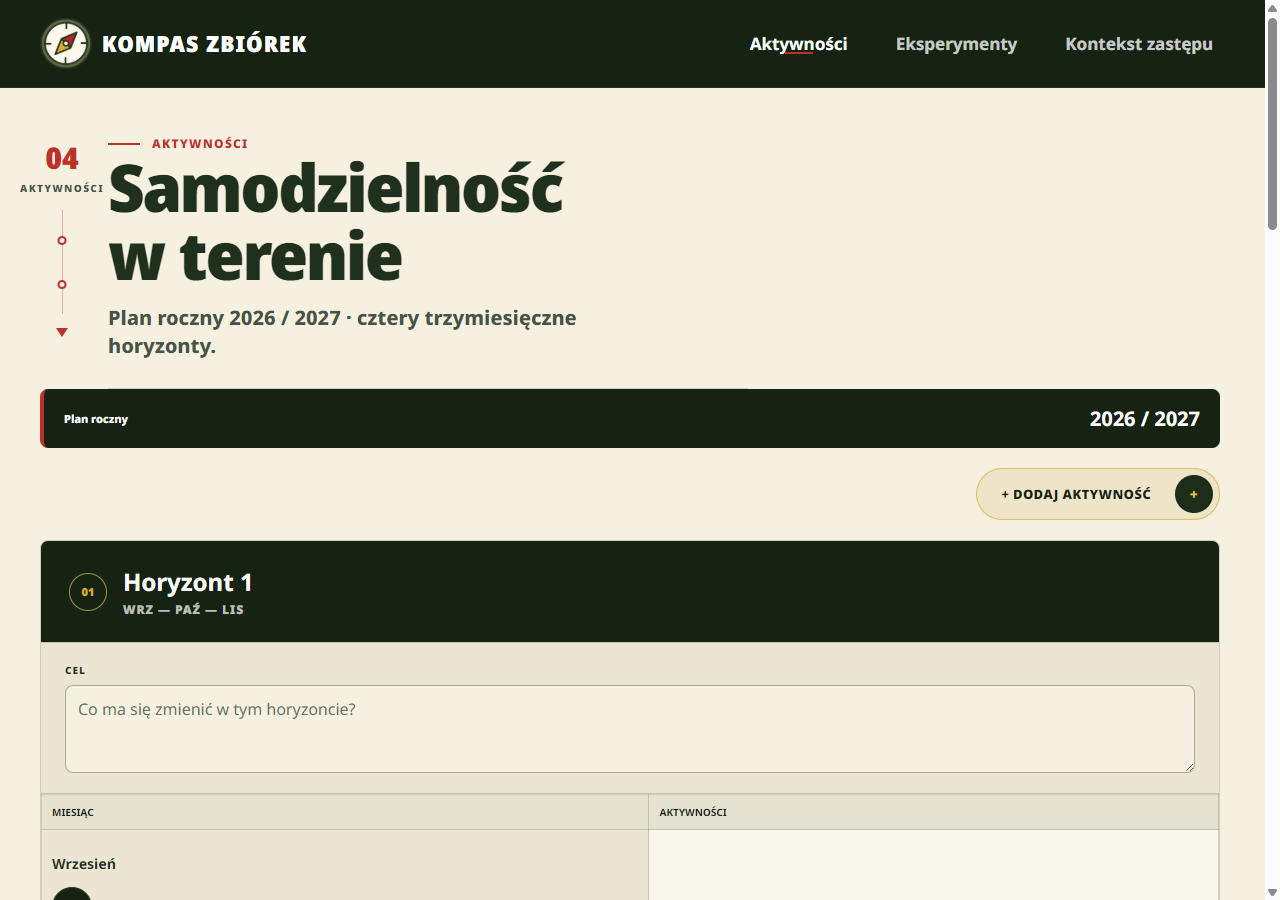 KOMPAS ZBIÓREK
Aktywności
Eksperymenty
Kontekst zastępu
04
AKTYWNOŚCI
AKTYWNOŚCI
Samodzielność
w terenie
Plan roczny 2026 / 2027 · cztery trzymiesięczne
horyzonty.
Plan roczny
2026 / 2027
+ DODAJ AKTYWNOŚĆ
+
01
Horyzont 1
WRZ — PAŹ — LIS
CEL
Co ma się zmienić w tym horyzoncie?
MIESIĄC
AKTYWNOŚCI
Wrzesień